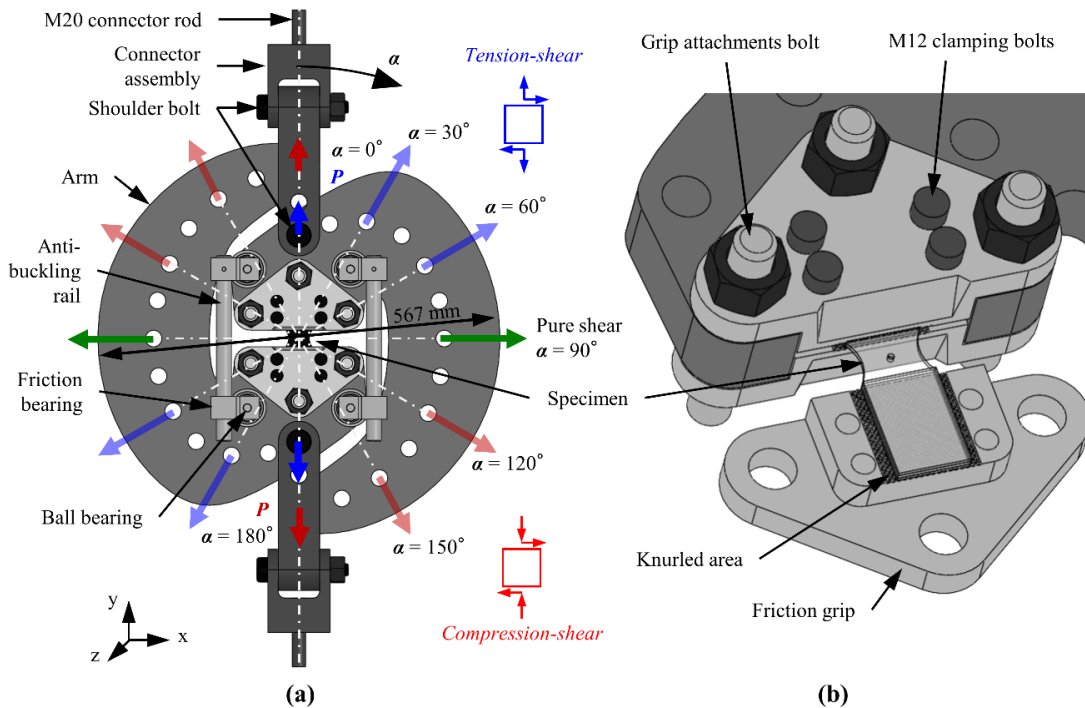 M20 connector rod
Connector
assembly
α
Tension-shear
Shoulder bolt
α = 30°
α = 0°
P
Arm
α = 60°
Anti-
buckling
rail
567 mm
Pure shear
α = 90°
Friction
bearing
Specimen
α = 120°
Ball bearing
P
α = 180°
α = 150°
Compression-shear
y
x
z
(a)
Grip attachments bolt
M12 clamping bolts
Knurled area
Friction grip
(b)